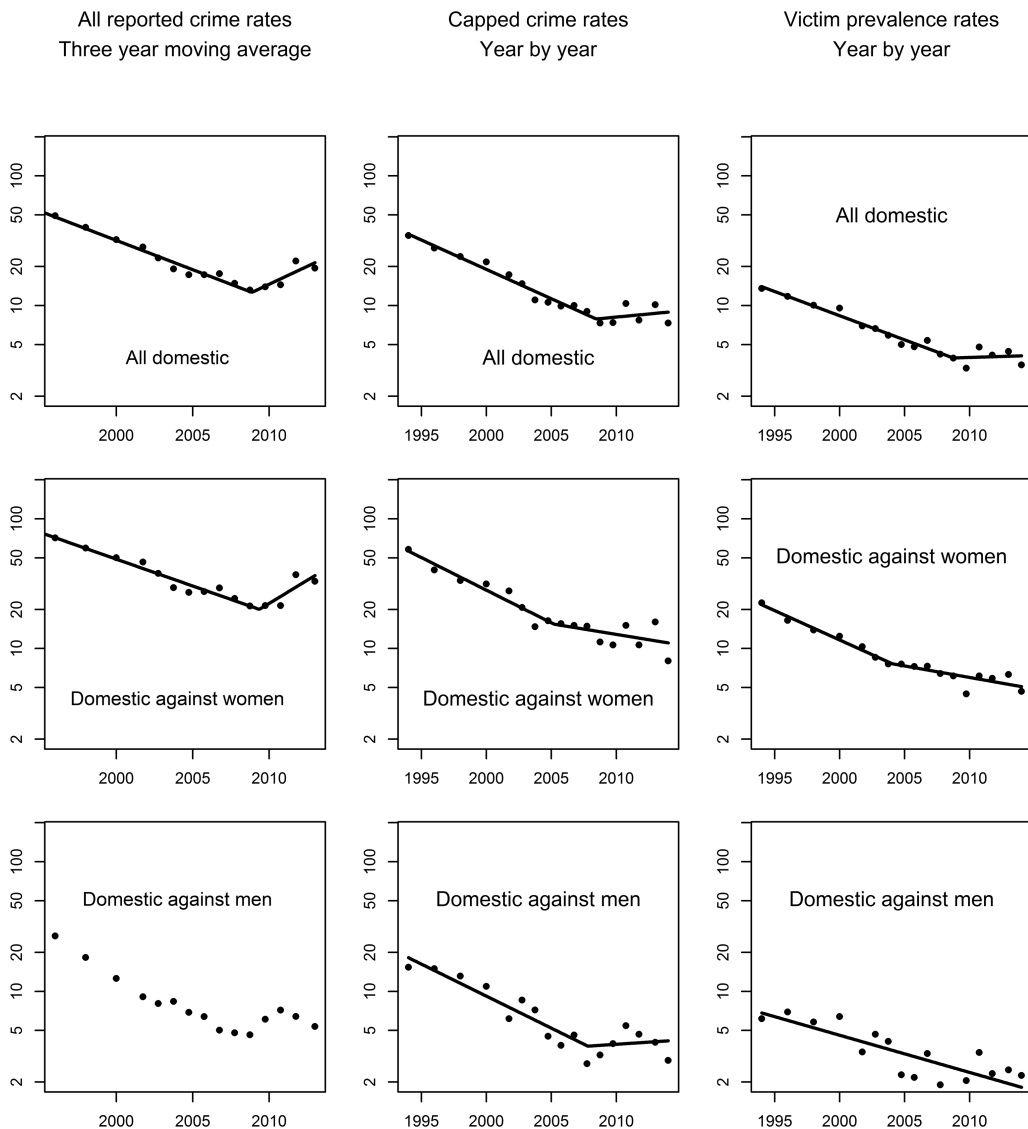 All reported crime rates
Three year moving average
Capped crime rates
Year by year
Victim prevalence rates
Year by year
100
50
20
10
5
2
All domestic
2000 2005 2010
100
50
20
10
5
2
All domestic
1995 2000 2005 2010
100
50
20
10
5
2
All domestic
1995 2000 2005 2010
100
50
20
10
5
2
Domestic against women
2000 2005 2010
100
50
20
10
5
2
Domestic against women
1995 2000 2005 2010
100
50
20
10
5
2
Domestic against women
1995 2000 2005 2010
100
50
20
10
5
2
Domestic against men
2000 2005 2010
100
50
20
10
5
2
Domestic against men
1995 2000 2005 2010
100
50
20
10
5
2
Domestic against men
1995 2000 2005 2010